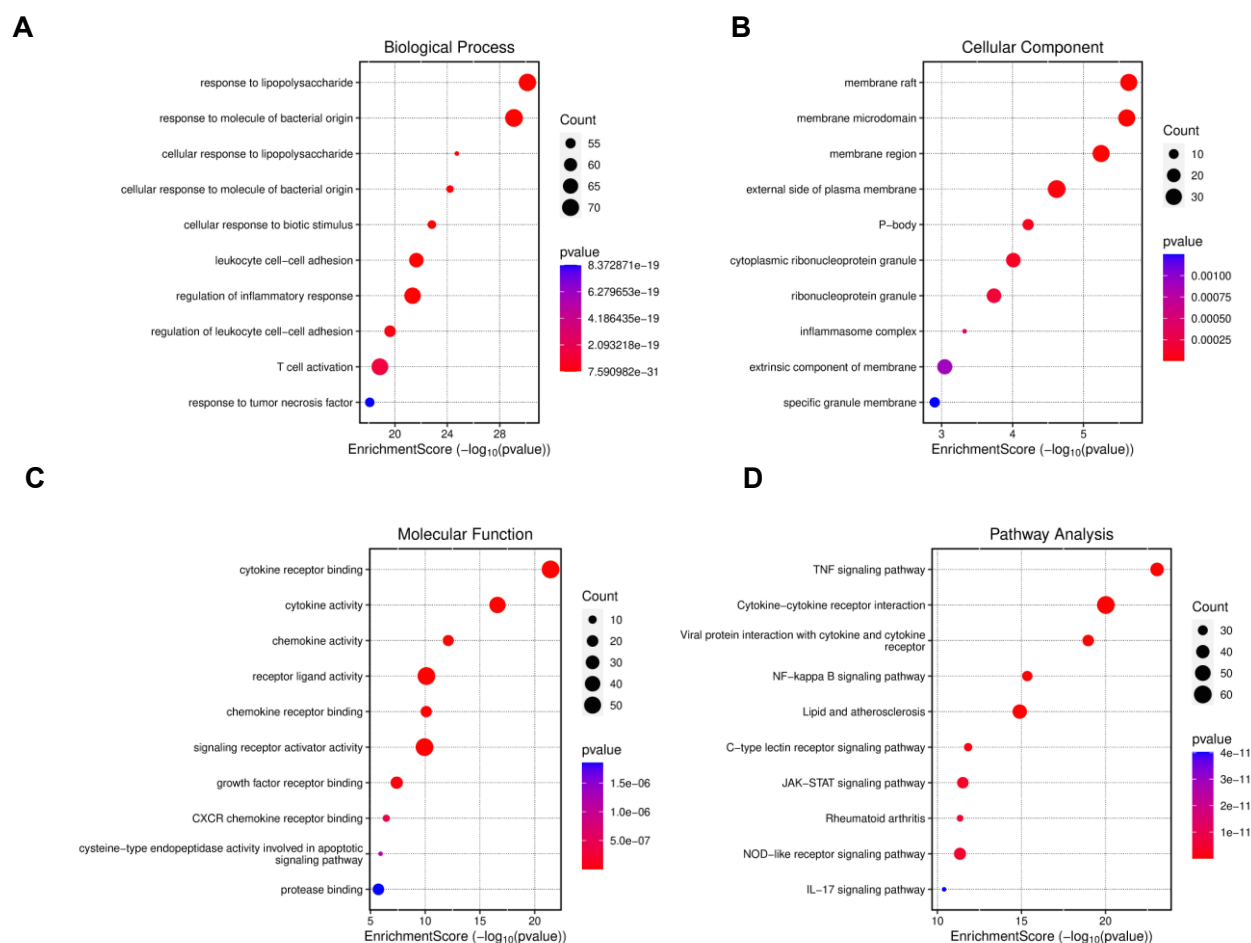 A
Biological Process
response to lipopolysaccharide
response to molecule of bacterial origin
cellular response to lipopolysaccharide
cellular response to molecule of bacterial origin
cellular response to biotic stimulus
leukocyte cell−cell adhesion
regulation of inflammatory response
regulation of leukocyte cell−cell adhesion
T cell activation
response to tumor necrosis factor
20 24 28
EnrichmentScore (−log10(pvalue))
Count
55
60
65
70
pvalue
8.372871e−19
6.279653e−19
4.186435e−19
2.093218e−19
7.590982e−31
B
Cellular Component
membrane raft
membrane microdomain
membrane region
external side of plasma membrane
P−body
cytoplasmic ribonucleoprotein granule
ribonucleoprotein granule
inflammasome complex
extrinsic component of membrane
specific granule membrane
3 4 5
EnrichmentScore (−log10(pvalue))
Count
10
20
30
pvalue
0.00100
0.00075
0.00050
0.00025
C
Molecular Function
cytokine receptor binding
cytokine activity
chemokine activity
receptor ligand activity
chemokine receptor binding
signaling receptor activator activity
growth factor receptor binding
CXCR chemokine receptor binding
cysteine−type endopeptidase activity involved in apoptotic
signaling pathway
protease binding
5 10 15 20
EnrichmentScore (−log10(pvalue))
Count
10
20
30
40
50
pvalue
1.5e−06
1.0e−06
5.0e−07
D
Pathway Analysis
TNF signaling pathway
Cytokine−cytokine receptor interaction
Viral protein interaction with cytokine and cytokine
receptor
NF−kappa B signaling pathway
Lipid and atherosclerosis
C−type lectin receptor signaling pathway
JAK−STAT signaling pathway
Rheumatoid arthritis
NOD−like receptor signaling pathway
IL−17 signaling pathway
10 15 20
EnrichmentScore (−log10(pvalue))
Count
30
40
50
60
pvalue
4e−11
3e−11
2e−11
1e−11